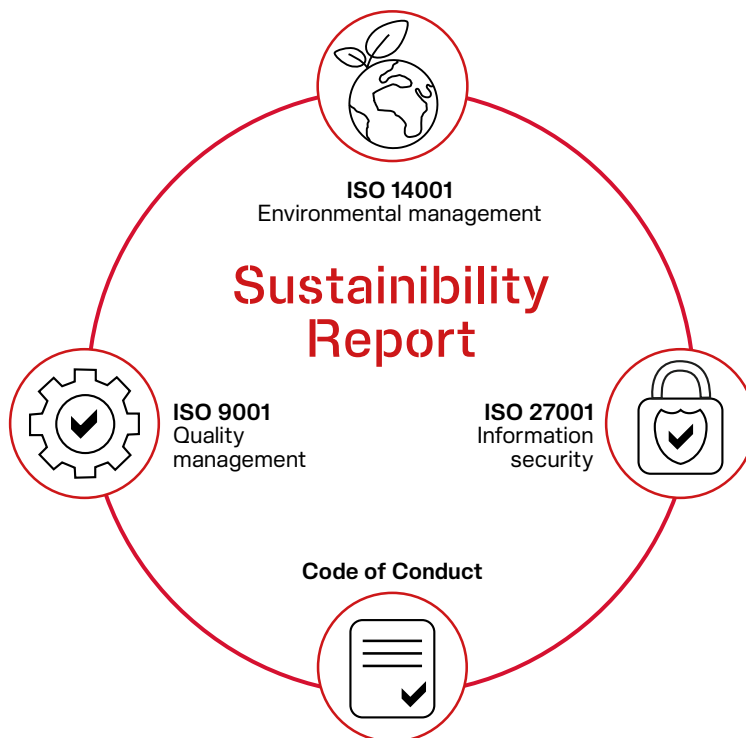 ISO 14001
Environmental management
Sustainibility
Report
ISO 9001
Quality
management
ISO 27001
Information
security
Code of Conduct